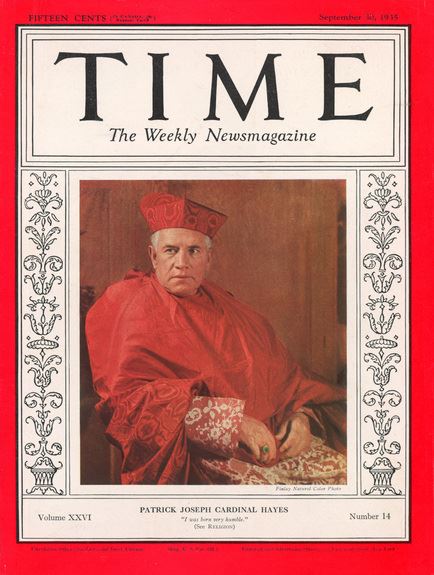 FIFTEEN CENTS
September 30, 1935
TIME
The Weekly Newsmagazine
Finlay Natural Color Photo
PATRICK JOSEPH CARDINAL HAYES
"I was born very humble."
(See RELIGION)
Volume XXVI
Number 14